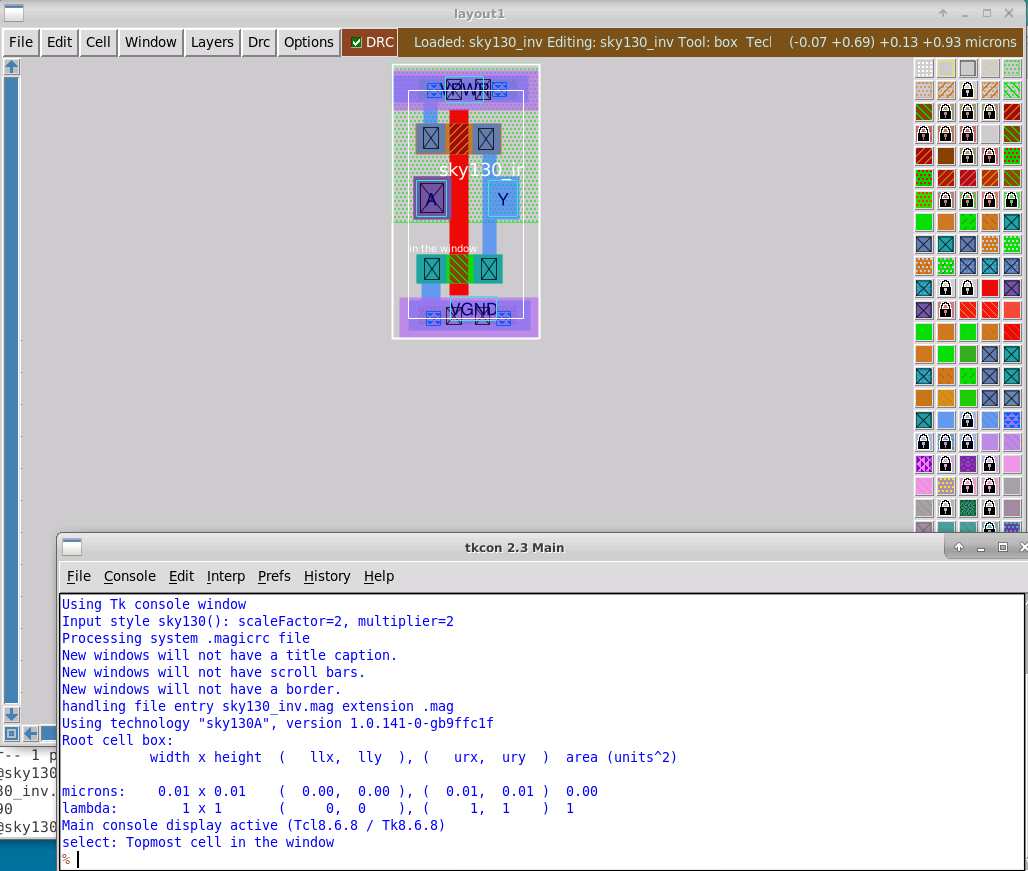 layout1
File Edit Cell Window Layers Drc Options DRC Loaded: sky130_inv Editing: sky130_inv Tool: box Tecl (-0.07 +0.69) +0.13 +0.93 microns
VPWR
sky130_i
A Y
in the window
VGND
tkcon 2.3 Main
File Console Edit Interp Prefs History Help
Using Tk console window
Input style sky130(): scaleFactor=2, multiplier=2
Processing system .magicrc file
New windows will not have a title caption.
New windows will not have scroll bars.
New windows will not have a border.
handling file entry sky130_inv.mag extension .mag
Using technology "sky130A", version 1.0.141-0-gb9ffc1f
Root cell box:
width x height ( llx, lly ), ( urx, ury ) area (units^2)
microns: 0.01 x 0.01 ( 0.00, 0.00 ), ( 0.01, 0.01 ) 0.00
lambda: 1 x 1 ( 0, 0 ), ( 1, 1 ) 1
Main console display active (Tcl8.6.8 / Tk8.6.8)
select: Topmost cell in the window
%
-- 1 p
@sky130
30_inv.
90
@sky130